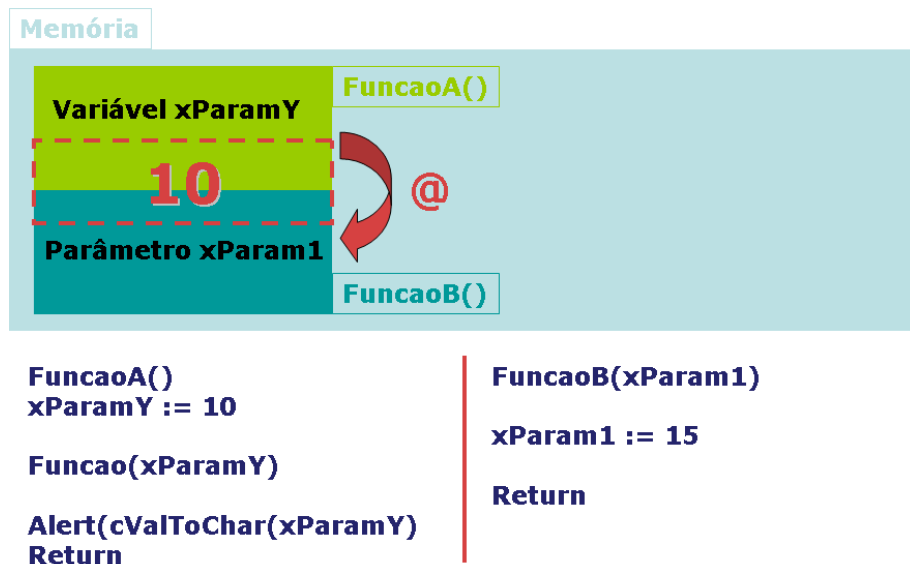 Memória
FuncaoA()
Variável xParamY
10
@
Parâmetro xParam1
FuncaoB()
FuncaoA()
xParamY := 10
Funcao(xParamY)
Alert(cValToChar(xParamY)
Return
FuncaoB(xParam1)
xParam1 := 15
Return